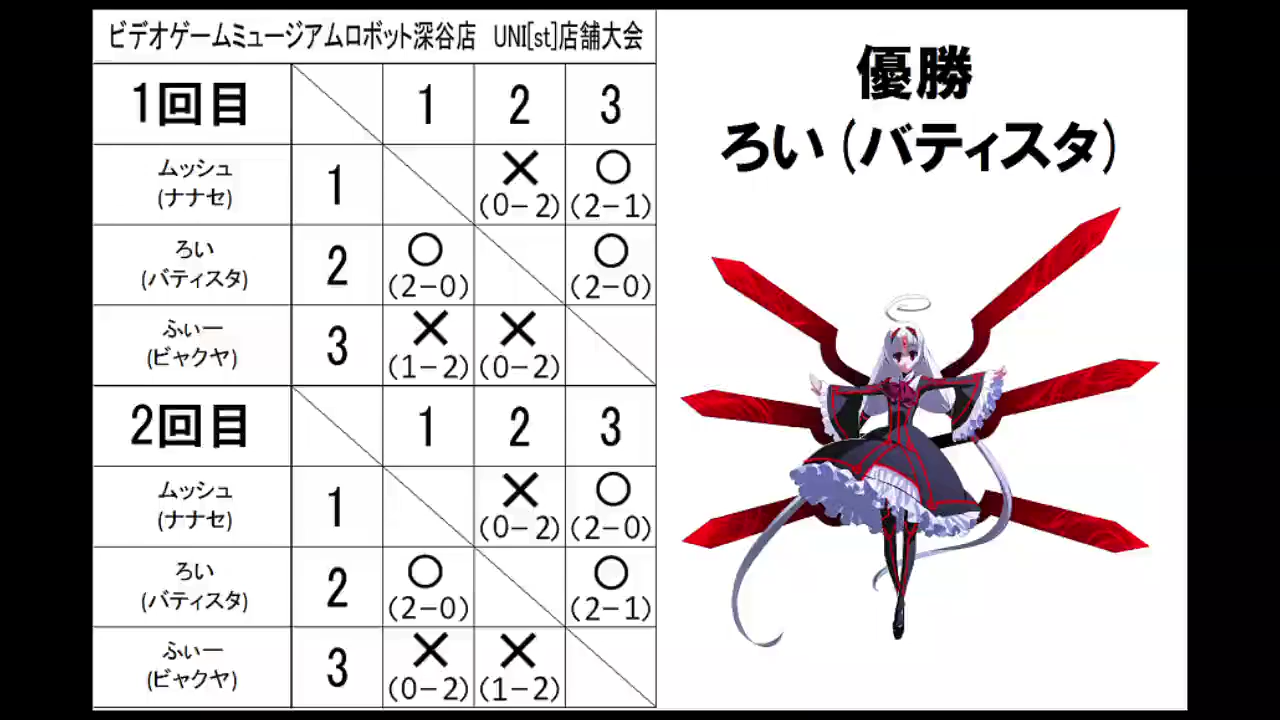 ビデオゲームミュージアムロボット深谷店 UNI[st]店舗大会
1回目 1 2 3
ムッシュ
(ナナセ)
1 × ○
(0-2) (2-1)
ろい
(バティスタ)
2 ○ ○
(2-0) (2-0)
ふぃー
(ビャクヤ)
3 × ×
(1-2) (0-2)
2回目 1 2 3
ムッシュ
(ナナセ)
1 × ○
(0-2) (2-0)
ろい
(バティスタ)
2 ○ ○
(2-0) (2-1)
ふぃー
(ビャクヤ)
3 × ×
(0-2) (1-2)
優勝
ろい(バティスタ)